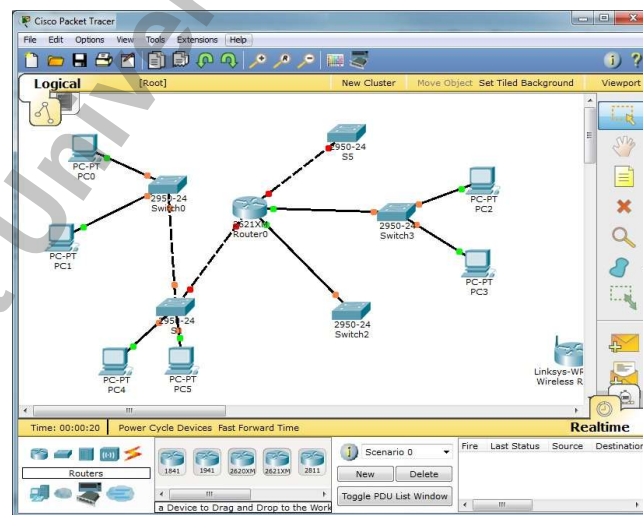 Univer
Cisco Packet Tracer
File Edit Options View Tools Extensions Help
Logical [Root] New Cluster Move Object Set Tiled Background Viewport
2950-24
S5
PC-PT
PC0
2950-24
Switch0
PC-PT
PC1
2621XM
Router0
2950-24
Switch3
PC-PT
PC2
PC-PT
PC3
2950-24
2950-24
Switch2
PC-PT
PC4
PC-PT
PC5
Linksys-WR
Wireless R
Time: 00:00:20 Power Cycle Devices Fast Forward Time Realtime
Routers
1841 1941 2620XM 2621XM 2811
a Device to Drag and Drop to the Work
Scenario 0
New Delete
Toggle PDU List Window
Fire Last Status Source Destination